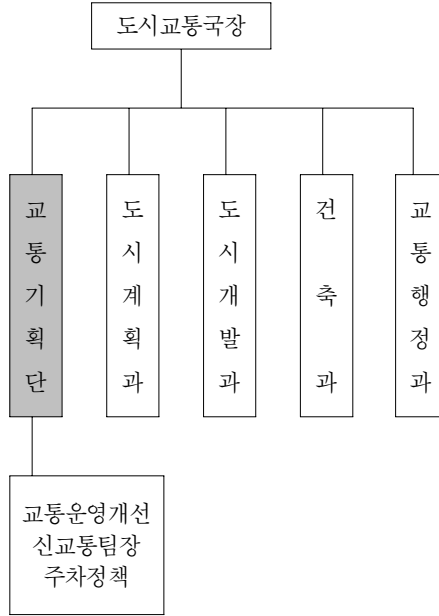 도시교통국장
교통기획단
도시계획과
도시개발과
건축과
교통행정과
교통운영개선
신교통팀장
주차정책